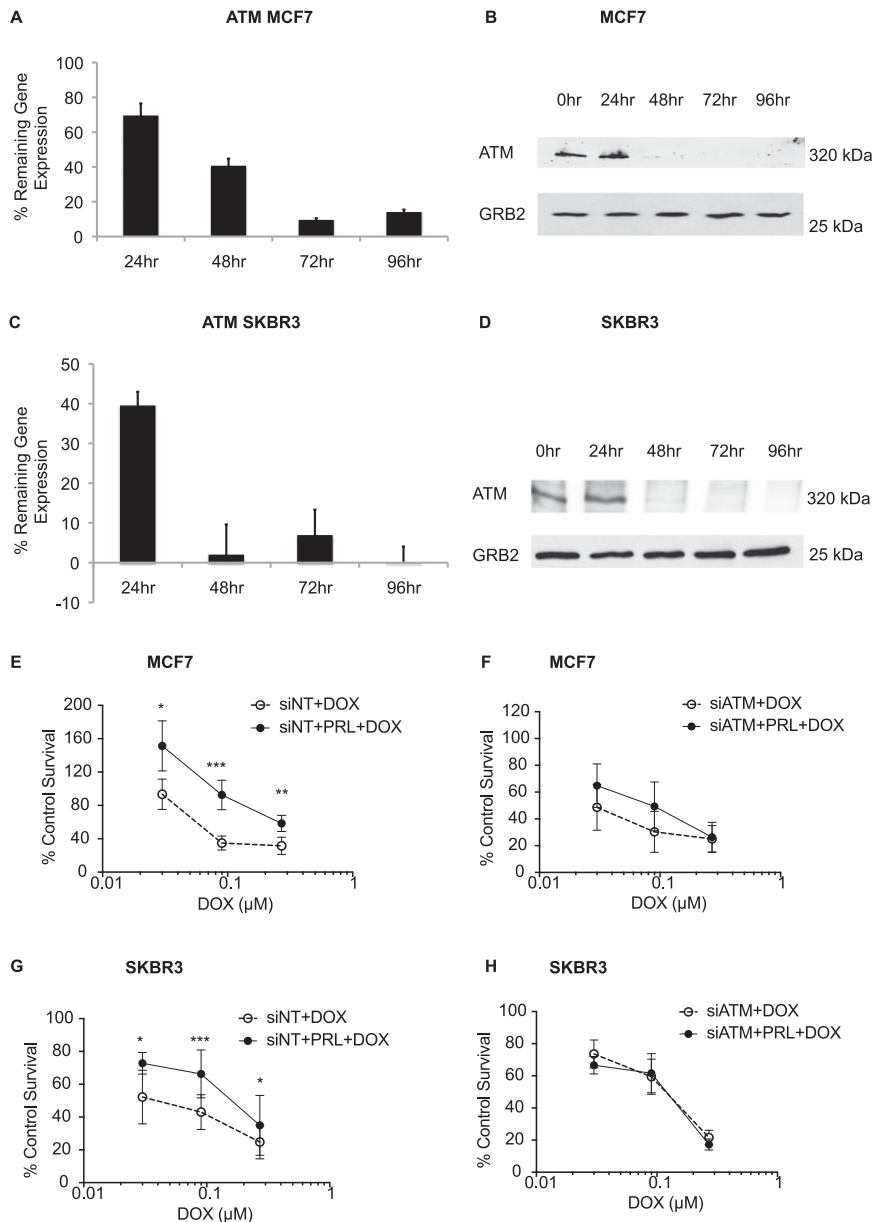 A
ATM MCF7
% Remaining Gene
Expression
100
80
60
40
20
0
24hr 48hr 72hr 96hr
B
MCF7
0hr 24hr 48hr 72hr 96hr
ATM
320 kDa
GRB2
25 kDa
C
ATM SKBR3
% Remaining Gene
Expression
50
40
30
20
10
0
-10
24hr 48hr 72hr 96hr
D
SKBR3
0hr 24hr 48hr 72hr 96hr
ATM
320 kDa
GRB2
25 kDa
E
MCF7
% Control Survival
200
160
120
80
40
0
* *** **
siNT+DOX
siNT+PRL+DOX
0.01 0.1 1
DOX (µM)
F
MCF7
% Control Survival
120
100
80
60
40
20
0
siATM+DOX
siATM+PRL+DOX
0.01 0.1 1
DOX (µM)
G
SKBR3
% Control Survival
100
80
60
40
20
0
* *** *
siNT+DOX
siNT+PRL+DOX
0.01 0.1 1
DOX (µM)
H
SKBR3
% Control Survival
100
80
60
40
20
0
siATM+DOX
siATM+PRL+DOX
0.01 0.1 1
DOX (µM)